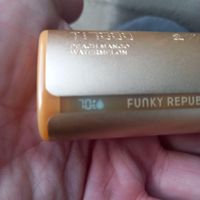 PEACH MANGO
WATERMELON
70%
FUNKY REPUB